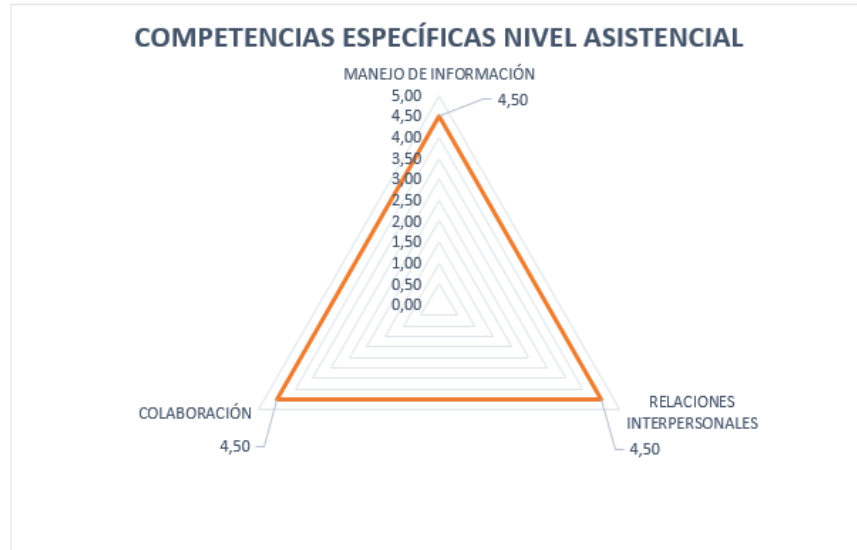 COMPETENCIAS ESPECÍFICAS NIVEL ASISTENCIAL
MANEJO DE INFORMACIÓN
4,50
5,00
4,50
4,00
3,50
3,00
2,50
2,00
1,50
1,00
0,50
0,00
RELACIONES
INTERPERSONALES
4,50
COLABORACIÓN
4,50